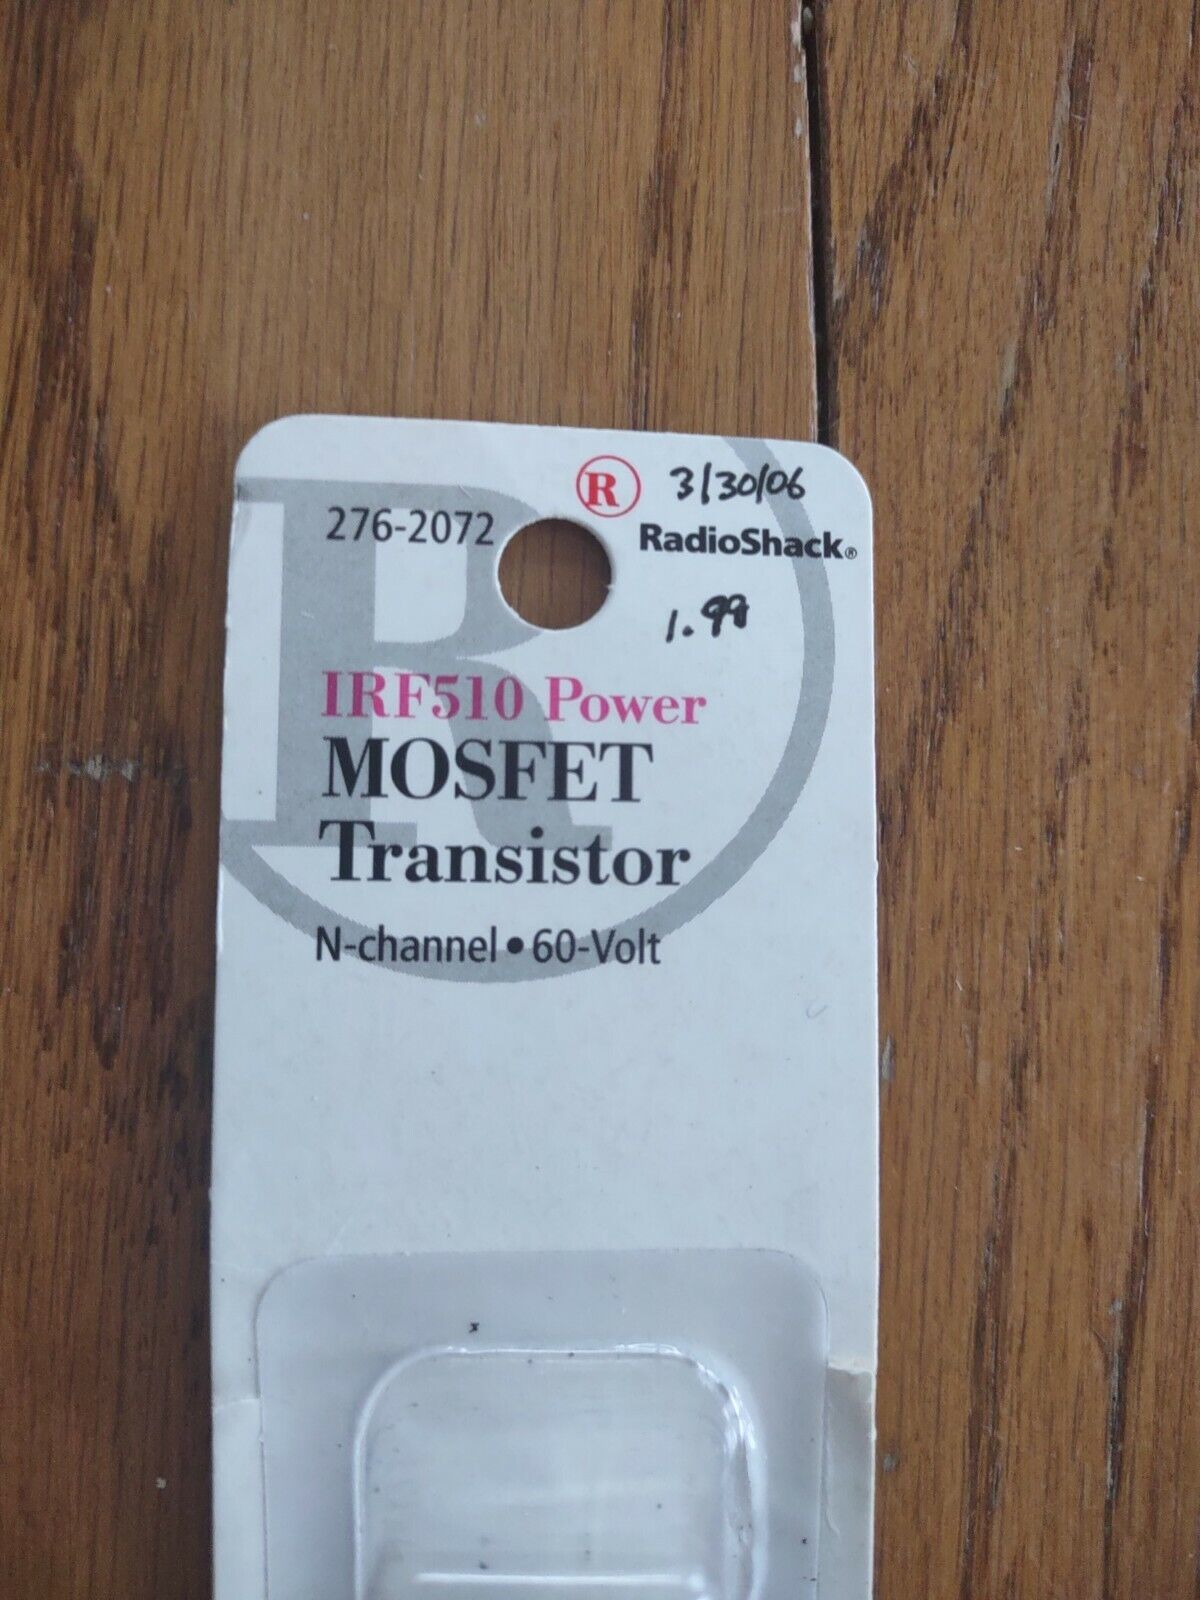 R 3/30/06
276-2072 RadioShack®
1.99
IRF510 Power
MOSFET
Transistor
N-channel • 60-Volt